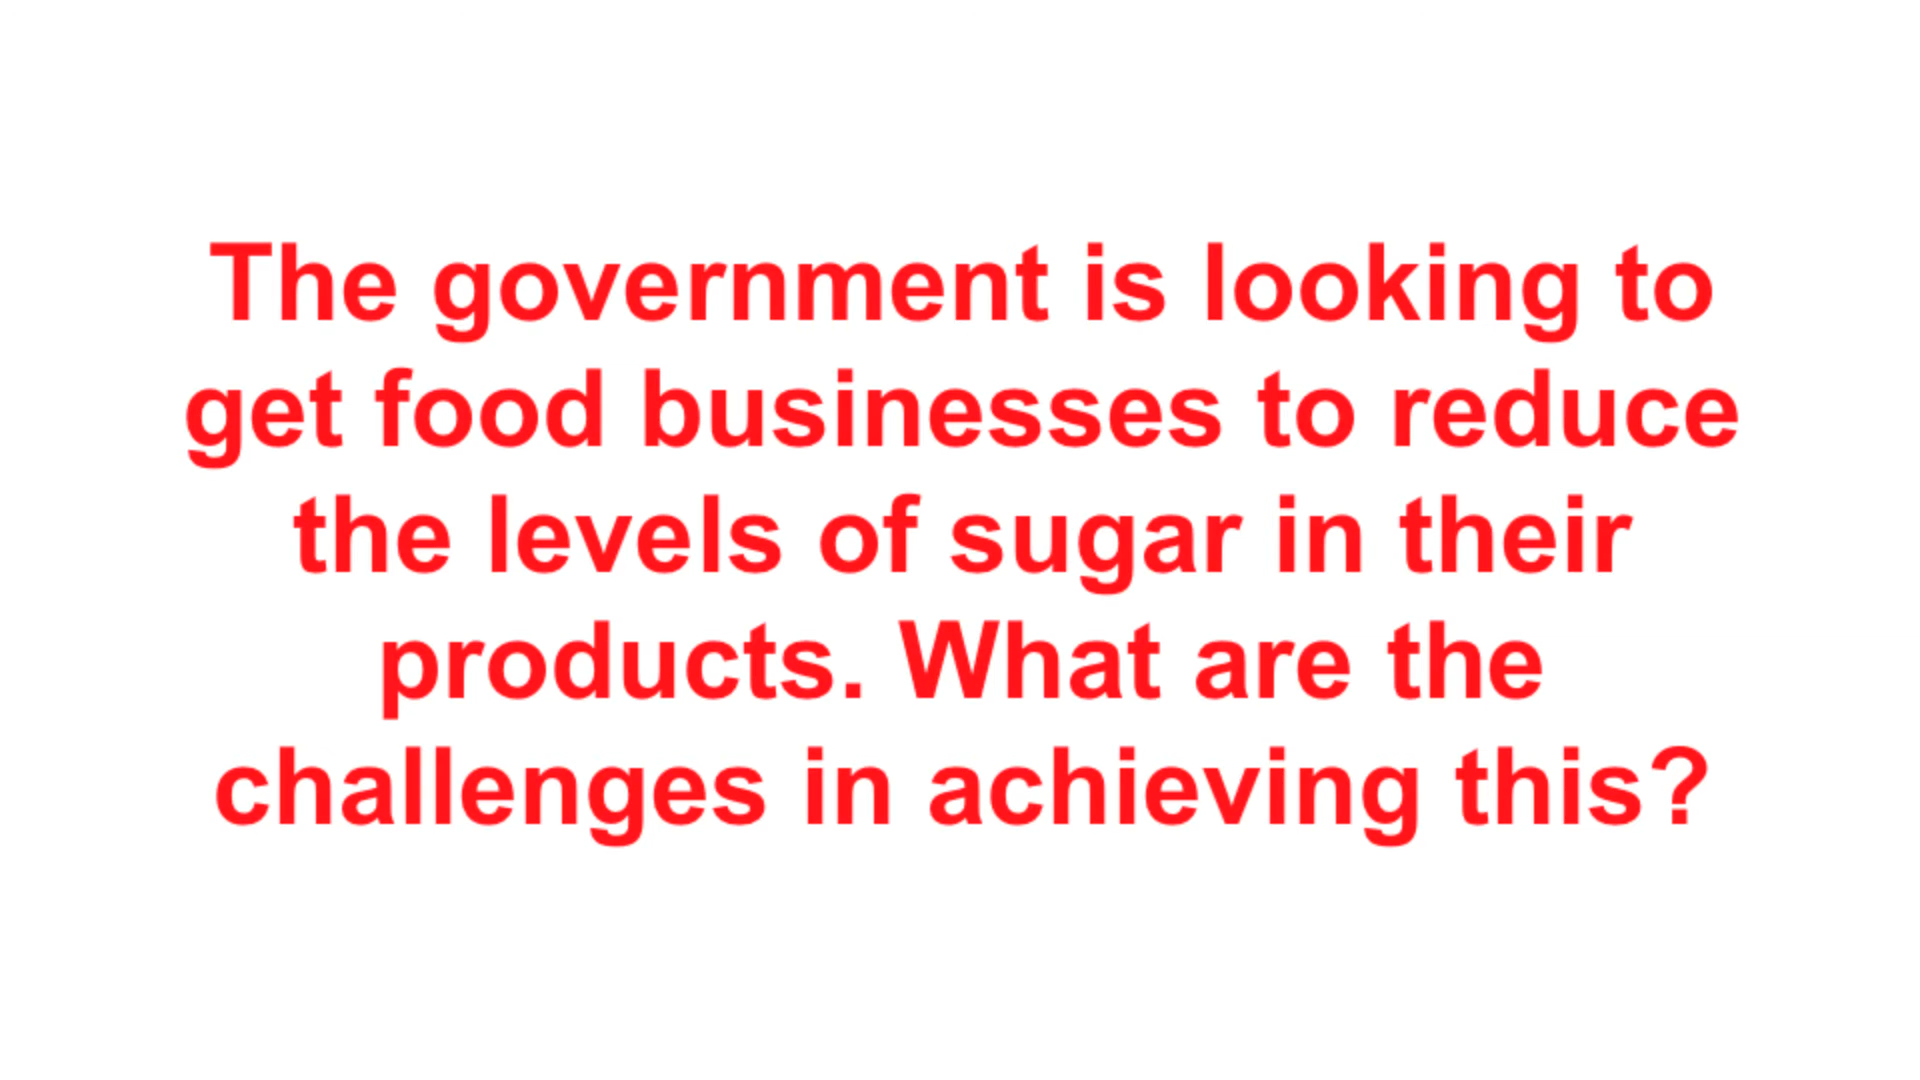 The government is looking to
get food businesses to reduce
the levels of sugar in their
products. What are the
challenges in achieving this?